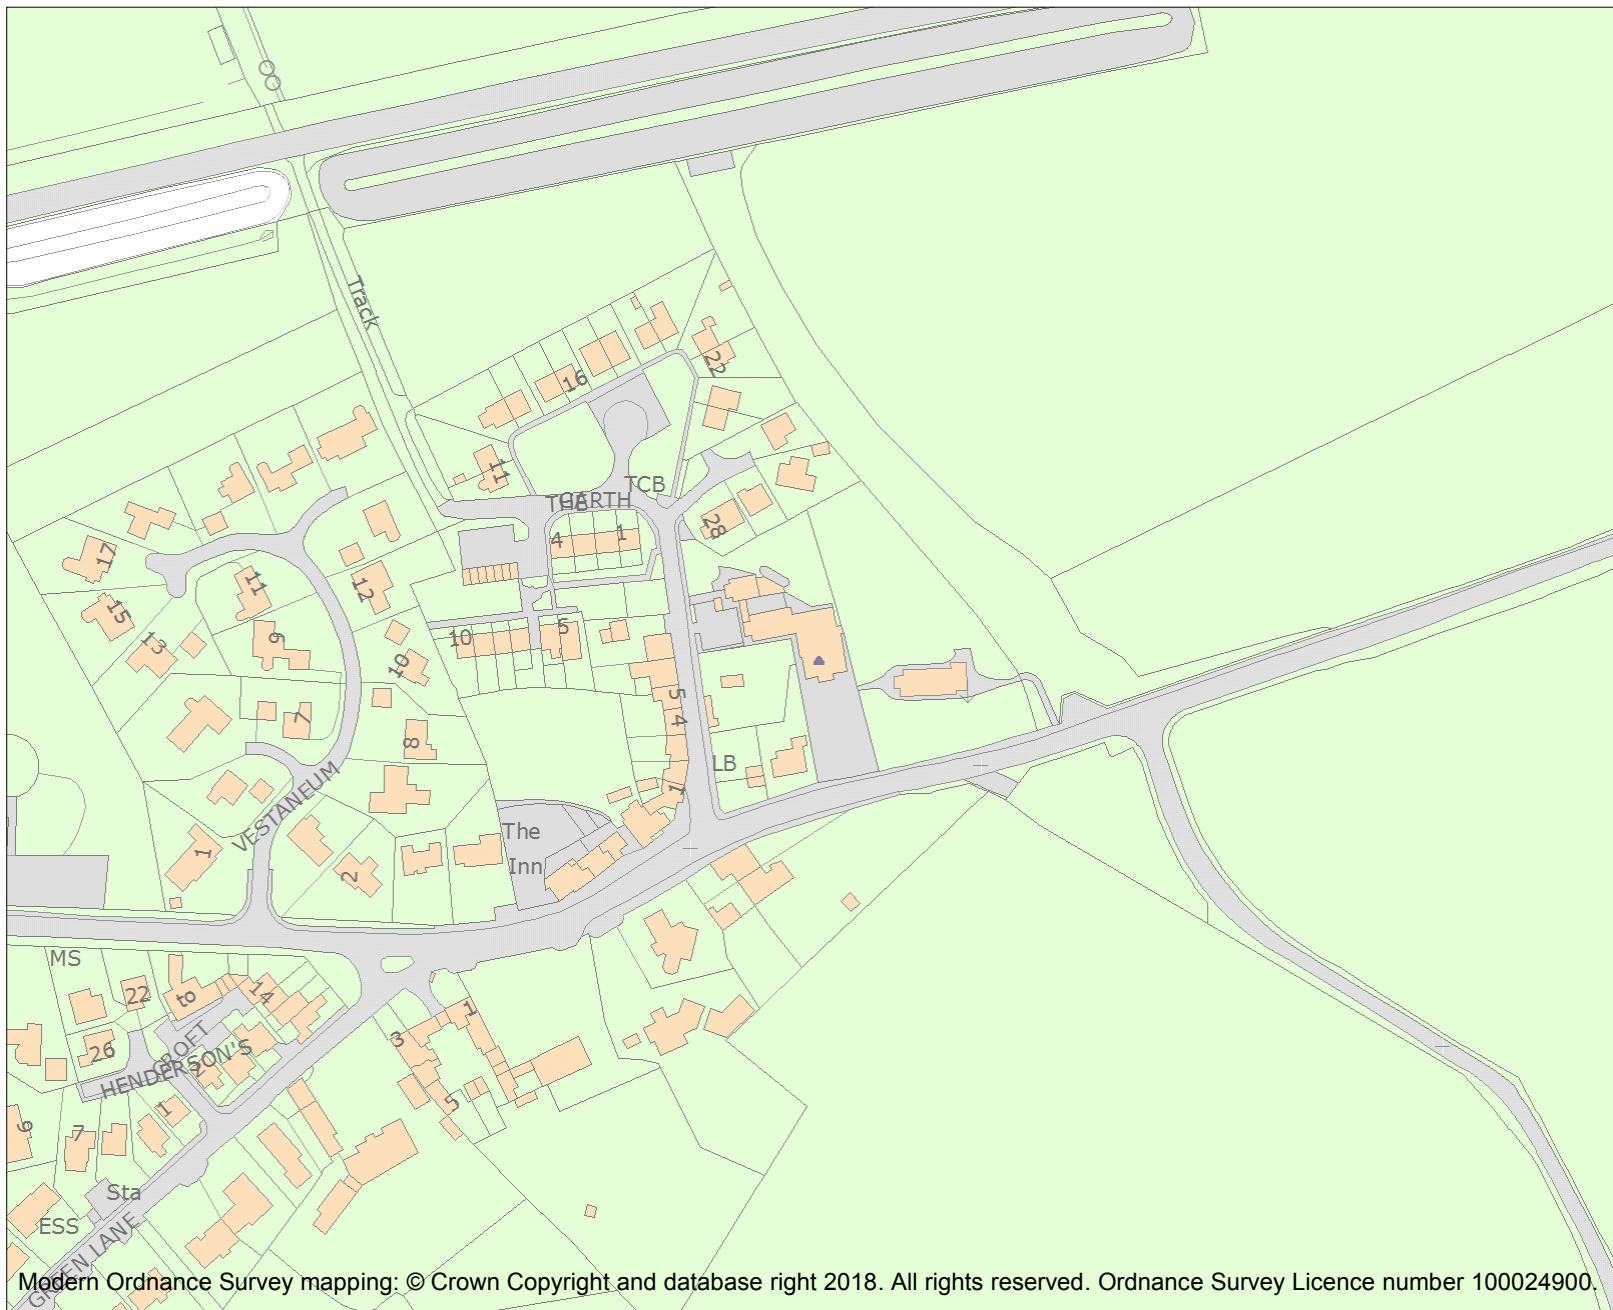 Track
22
16
11
TCB
THE GARTH
28
4
1
17
11
12
15
13
9
10
10
5
7
8
5
4
LB
1
VESTANEUM
The
Inn
1
2
MS
22
to
14
1
3
CROFT
26
2
HENDERSON'S
5
1
9
7
Sta
ESS
GREEN LANE
Modern Ordnance Survey mapping: © Crown Copyright and database right 2018. All rights reserved. Ordnance Survey Licence number 100024900.